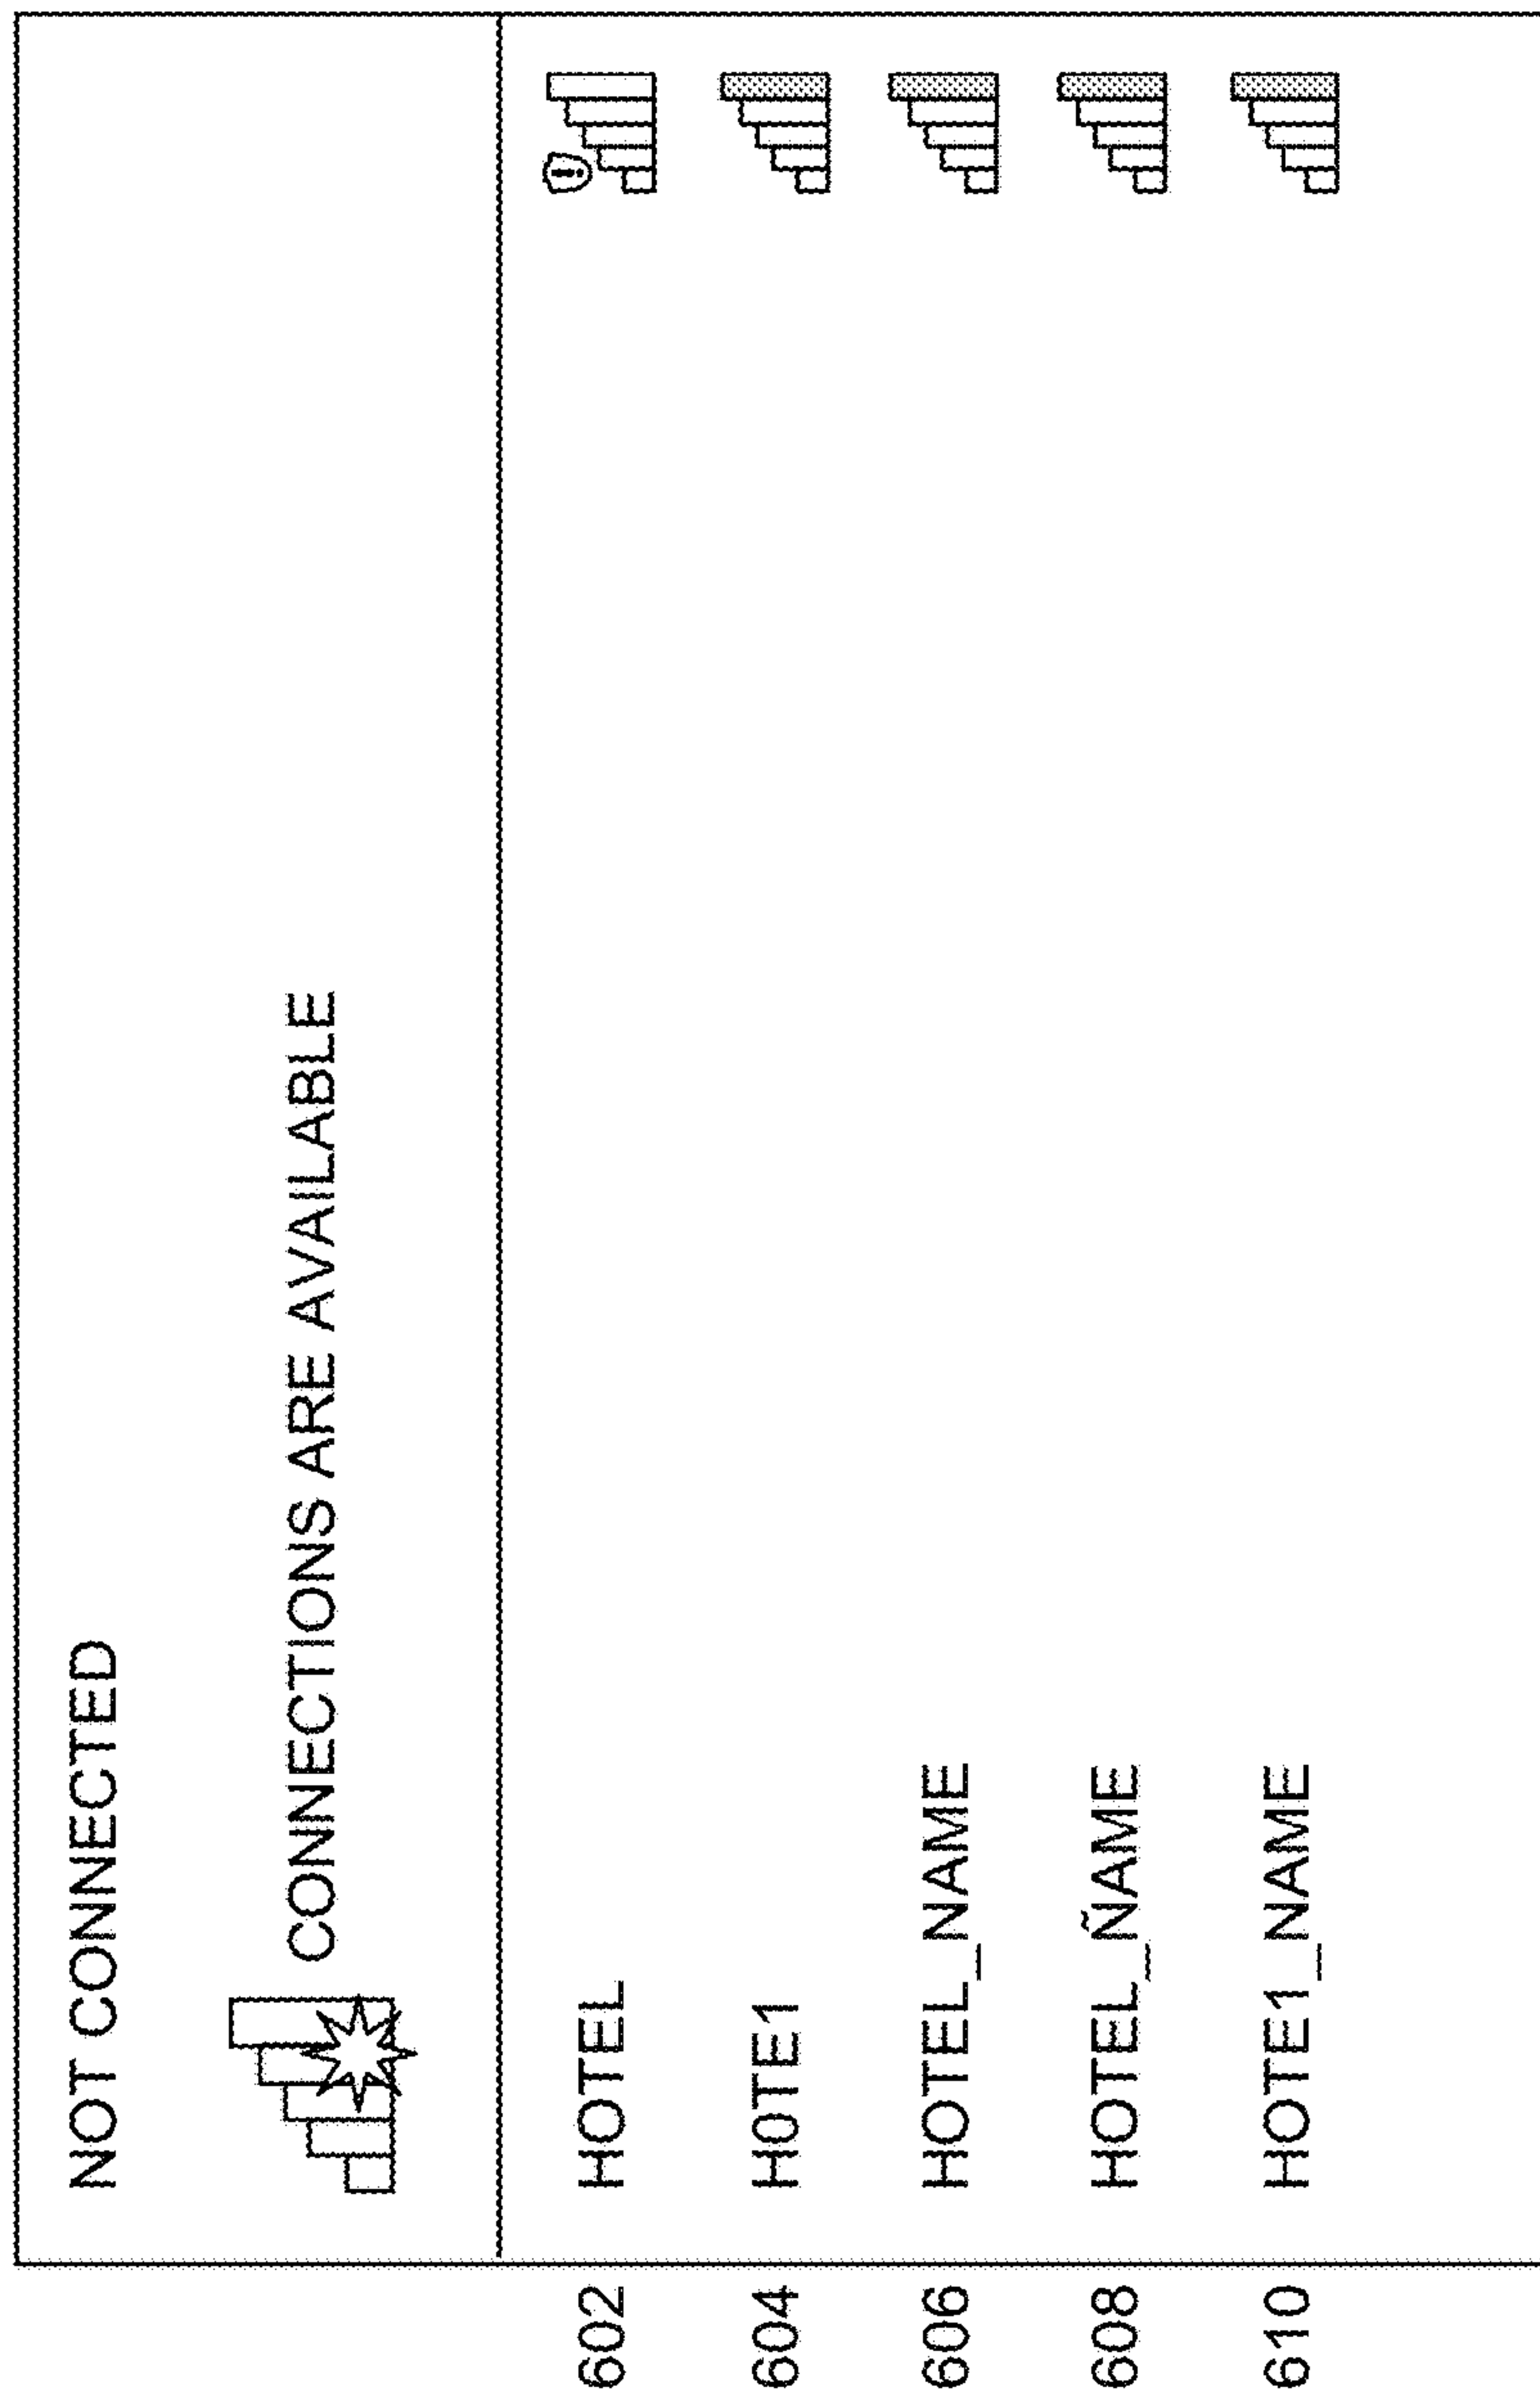 NOT CONNECTED
CONNECTIONS ARE AVAILABLE
602 HOTEL
604 H0TE1
606 HOTEL_NAME
608 HOTEL_ÑAME
610 HOTE1_NAME